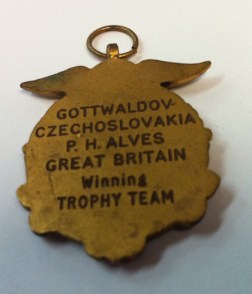 GOTTWALDOV-
CZECHOSLOVAKIA
P. H. ALVES
GREAT BRITAIN
Winning
TROPHY TEAM